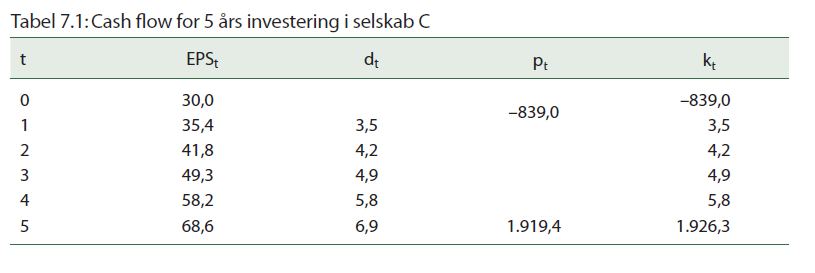 Tabel 7.1: Cash flow for 5 års investering i selskab C
t EPSt dt pt kt
0 30,0 –839,0 –839,0
1 35,4 3,5 3,5
2 41,8 4,2 4,2
3 49,3 4,9 4,9
4 58,2 5,8 5,8
5 68,6 6,9 1.919,4 1.926,3